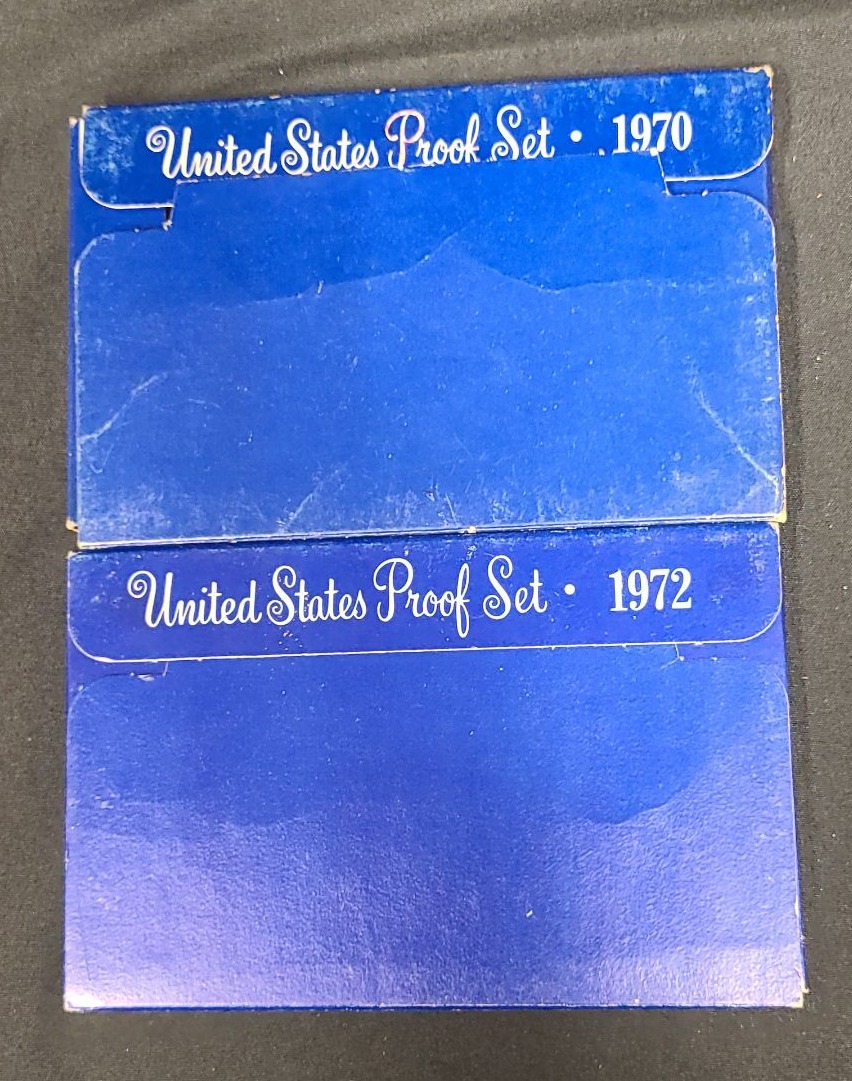 United States Proof Set • 1970
United States Proof Set • 1972